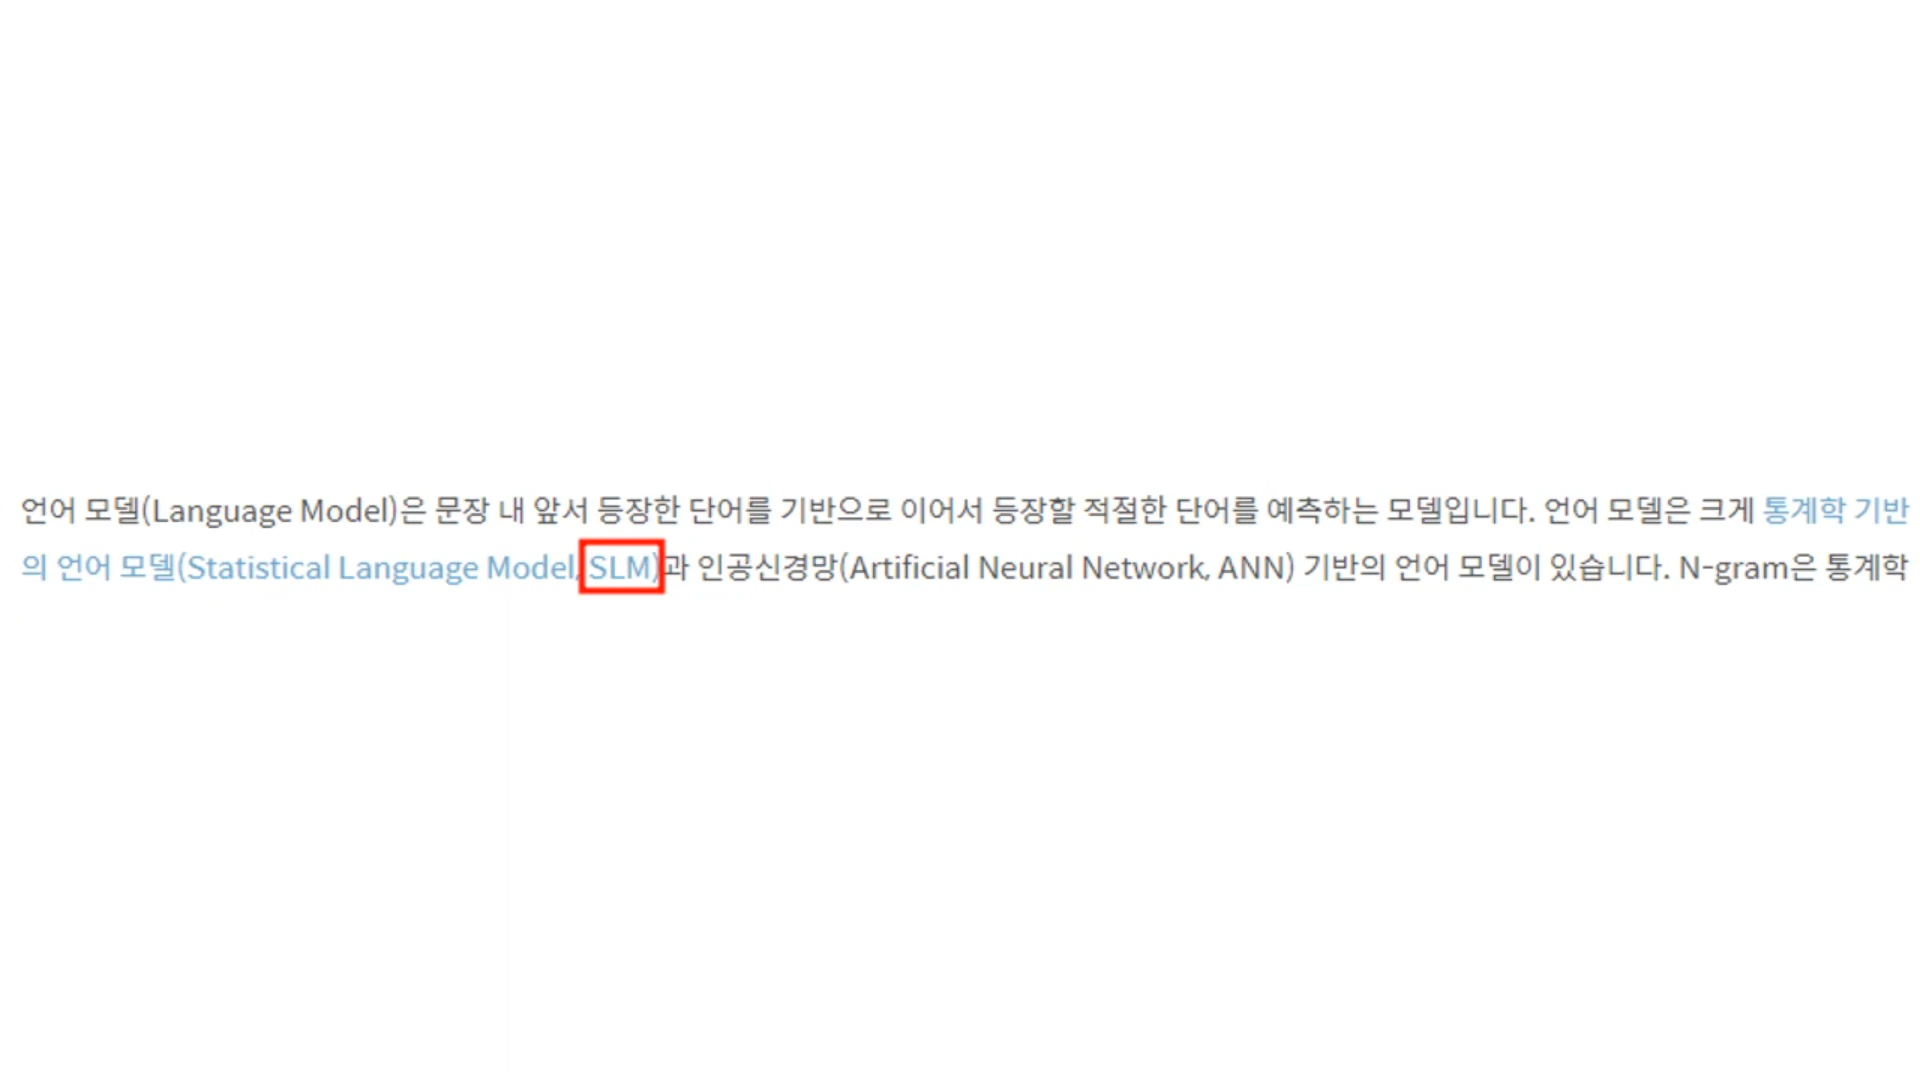 언어 모델(Language Model)은 문장 내 앞서 등장한 단어를 기반으로 이어서 등장할 적절한 단어를 예측하는 모델입니다. 언어 모델은 크게 통계학 기반
의 언어 모델(Statistical Language Model, SLM)과 인공신경망(Artificial Neural Network, ANN) 기반의 언어 모델이 있습니다. N-gram은 통계학